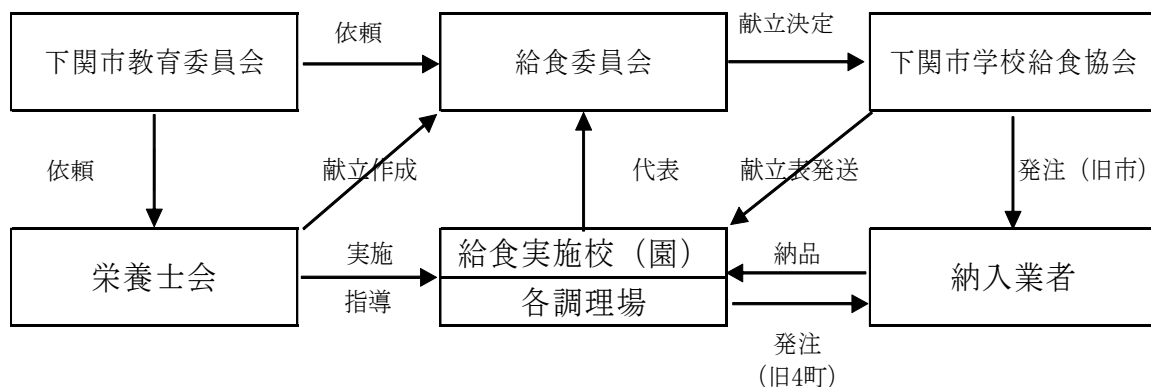 依頼
献立決定
下関市教育委員会
給食委員会
下関市学校給食協会
依頼
献立作成
代表
献立表発送
発注（旧市）
栄養士会
実施
指導
給食実施校（園）
各調理場
納品
納入業者
発注
（旧4町）